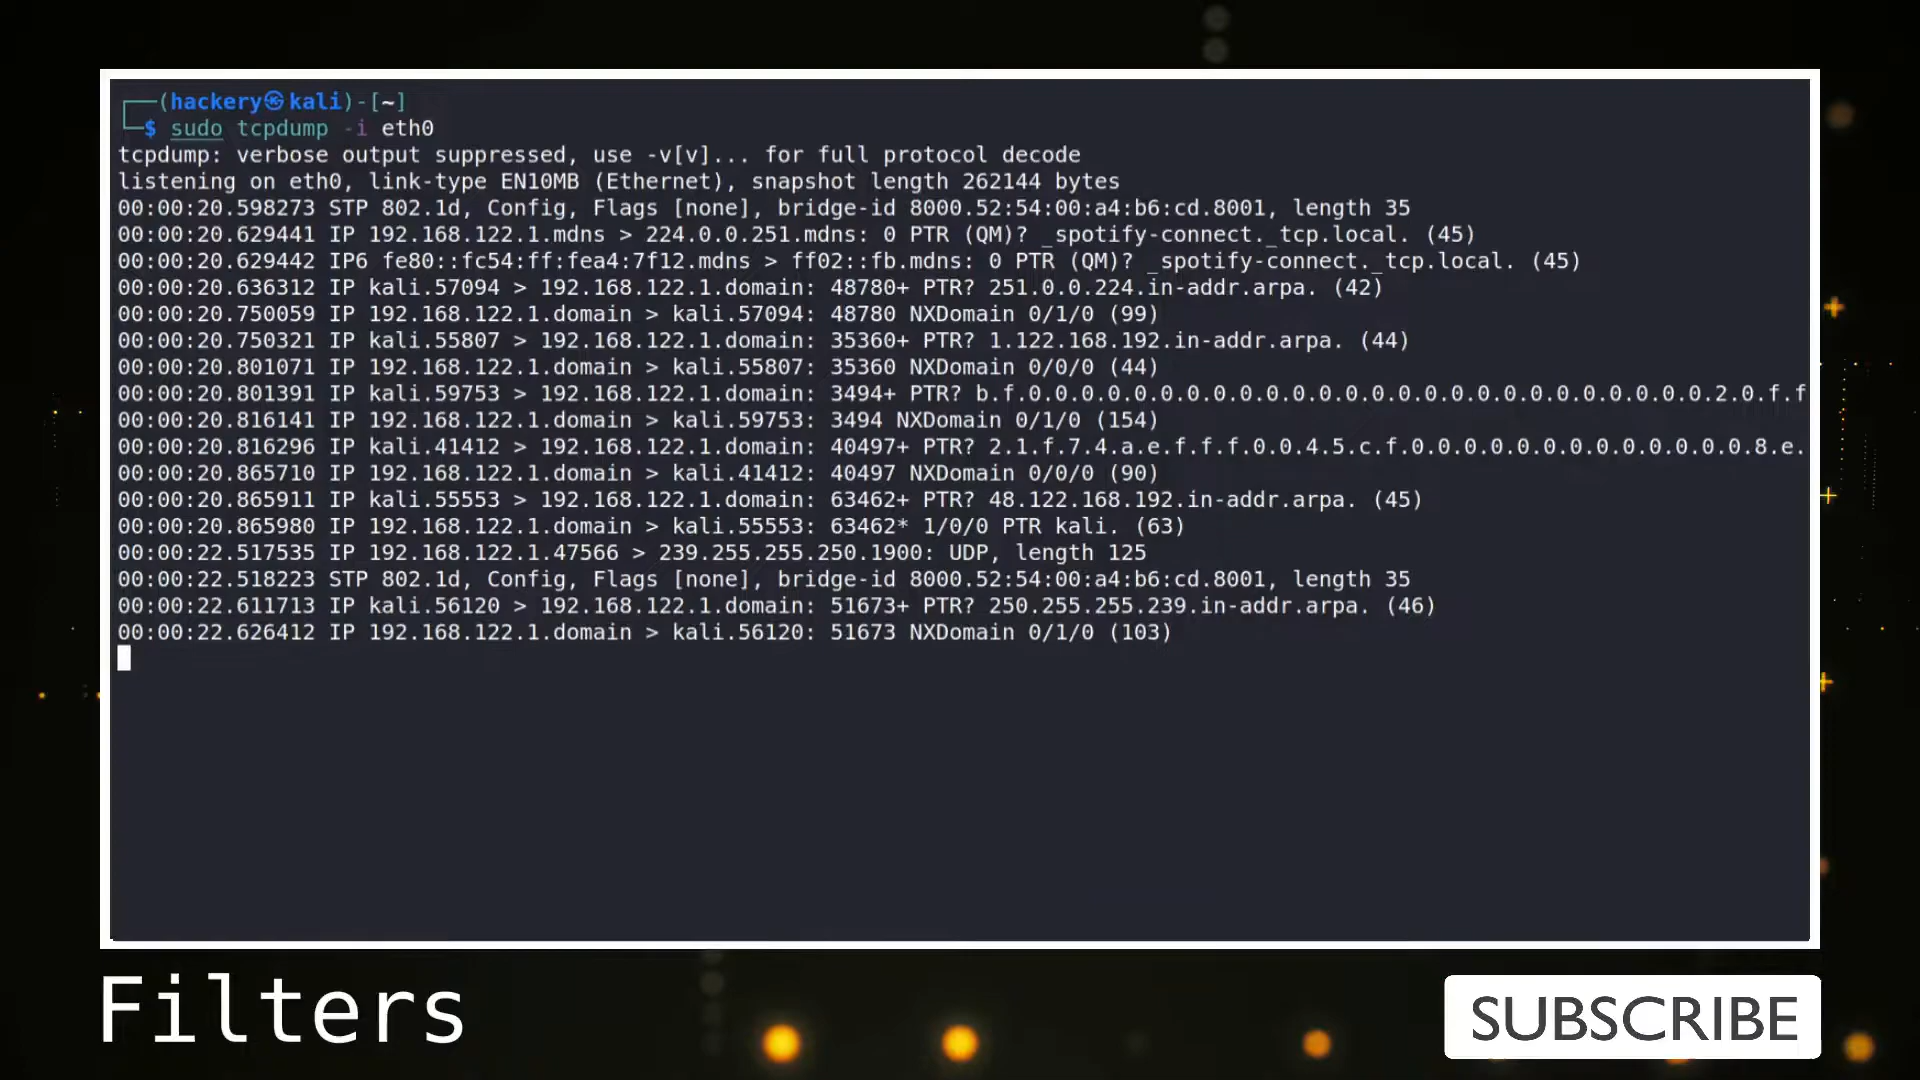 ┌──(hackery㉿kali)-[~]
└─$ sudo tcpdump -i eth0
tcpdump: verbose output suppressed, use -v[v]... for full protocol decode
listening on eth0, link-type EN10MB (Ethernet), snapshot length 262144 bytes
00:00:20.598273 STP 802.1d, Config, Flags [none], bridge-id 8000.52:54:00:a4:b6:cd.8001, length 35
00:00:20.629441 IP 192.168.122.1.mdns > 224.0.0.251.mdns: 0 PTR (QM)? _spotify-connect._tcp.local. (45)
00:00:20.629442 IP6 fe80::fc54:ff:fea4:7f12.mdns > ff02::fb.mdns: 0 PTR (QM)? _spotify-connect._tcp.local. (45)
00:00:20.636312 IP kali.57094 > 192.168.122.1.domain: 48780+ PTR? 251.0.0.224.in-addr.arpa. (42)
00:00:20.750059 IP 192.168.122.1.domain > kali.57094: 48780 NXDomain 0/1/0 (99)
00:00:20.750321 IP kali.55807 > 192.168.122.1.domain: 35360+ PTR? 1.122.168.192.in-addr.arpa. (44)
00:00:20.801071 IP 192.168.122.1.domain > kali.55807: 35360 NXDomain 0/0/0 (44)
00:00:20.801391 IP kali.59753 > 192.168.122.1.domain: 3494+ PTR? b.f.0.0.0.0.0.0.0.0.0.0.0.0.0.0.0.0.0.0.0.0.0.0.0.0.0.0.2.0.f.f
00:00:20.816141 IP 192.168.122.1.domain > kali.59753: 3494 NXDomain 0/1/0 (154)
00:00:20.816296 IP kali.41412 > 192.168.122.1.domain: 40497+ PTR? 2.1.f.7.4.a.e.f.f.f.0.0.4.5.c.f.0.0.0.0.0.0.0.0.0.0.0.0.0.8.e.
00:00:20.865710 IP 192.168.122.1.domain > kali.41412: 40497 NXDomain 0/0/0 (90)
00:00:20.865911 IP kali.55553 > 192.168.122.1.domain: 63462+ PTR? 48.122.168.192.in-addr.arpa. (45)
00:00:20.865980 IP 192.168.122.1.domain > kali.55553: 63462* 1/0/0 PTR kali. (63)
00:00:22.517535 IP 192.168.122.1.47566 > 239.255.255.250.1900: UDP, length 125
00:00:22.518223 STP 802.1d, Config, Flags [none], bridge-id 8000.52:54:00:a4:b6:cd.8001, length 35
00:00:22.611713 IP kali.56120 > 192.168.122.1.domain: 51673+ PTR? 250.255.255.239.in-addr.arpa. (46)
00:00:22.626412 IP 192.168.122.1.domain > kali.56120: 51673 NXDomain 0/1/0 (103)
Filters
SUBSCRIBE